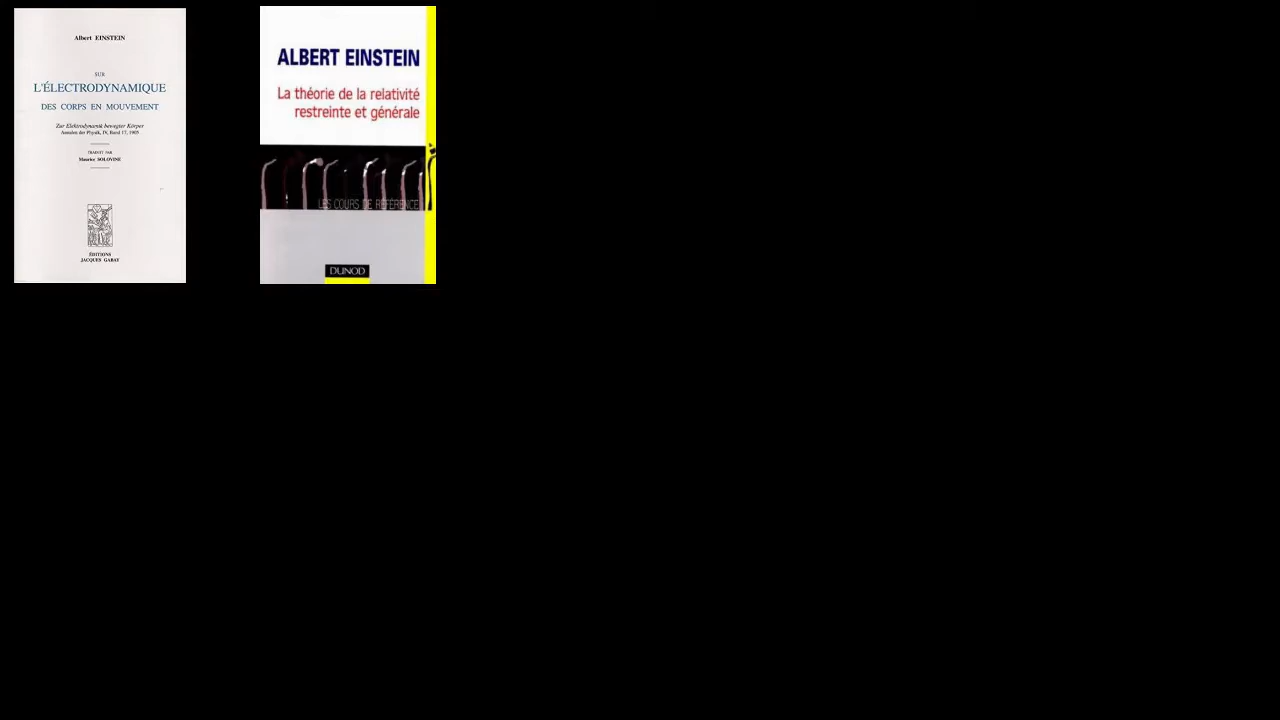 Albert EINSTEIN
SUR
L'ÉLECTRODYNAMIQUE
DES CORPS EN MOUVEMENT
Zur Elektrodynamik bewegter Körper
Annalen der Physik, IV, Band 17, 1905
TRADUIT PAR
Maurice SOLOVINE
ÉDITIONS
JACQUES GABAY
ALBERT EINSTEIN
La théorie de la relativité
restreinte et générale
LES COURS DE RÉFÉRENCE
DUNOD